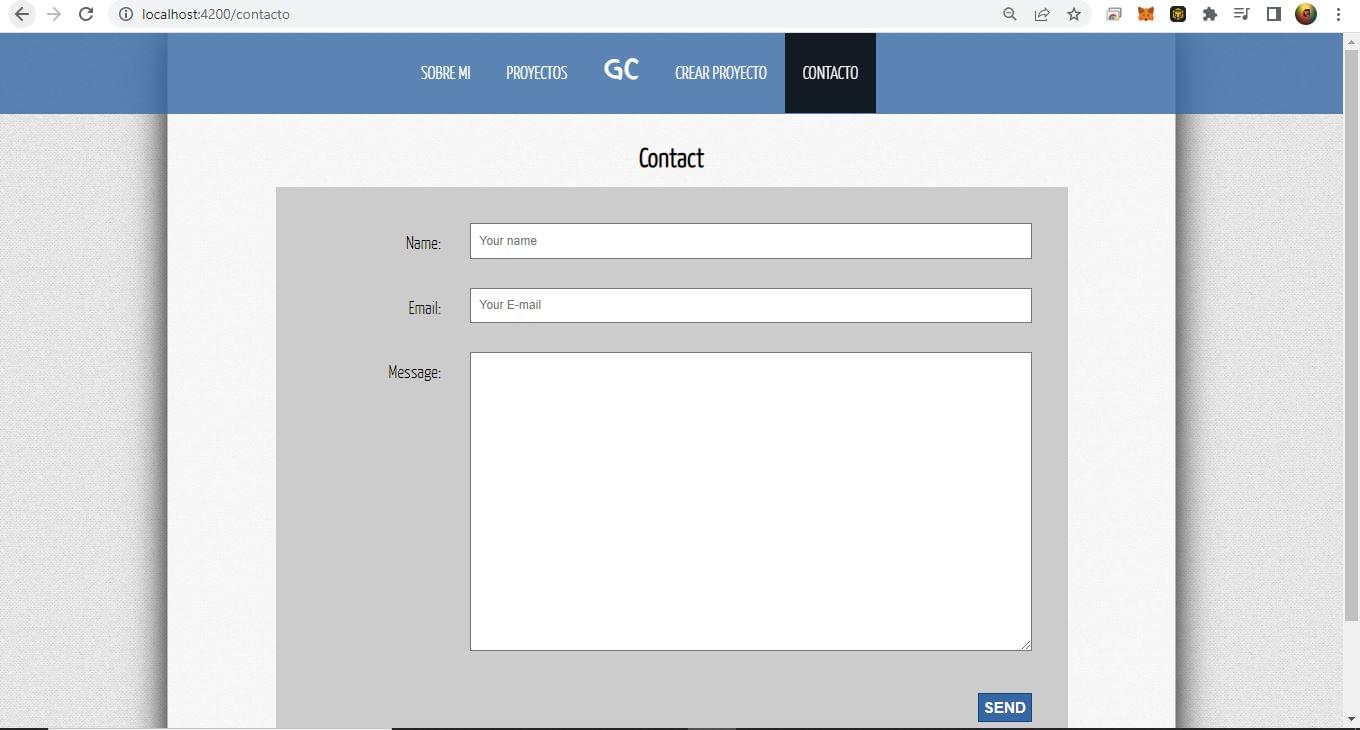 localhost:4200/contacto
SOBRE MI PROYECTOS GC CREAR PROYECTO CONTACTO
Contact
Name: Your name
Email: Your E-mail
Message:
SEND